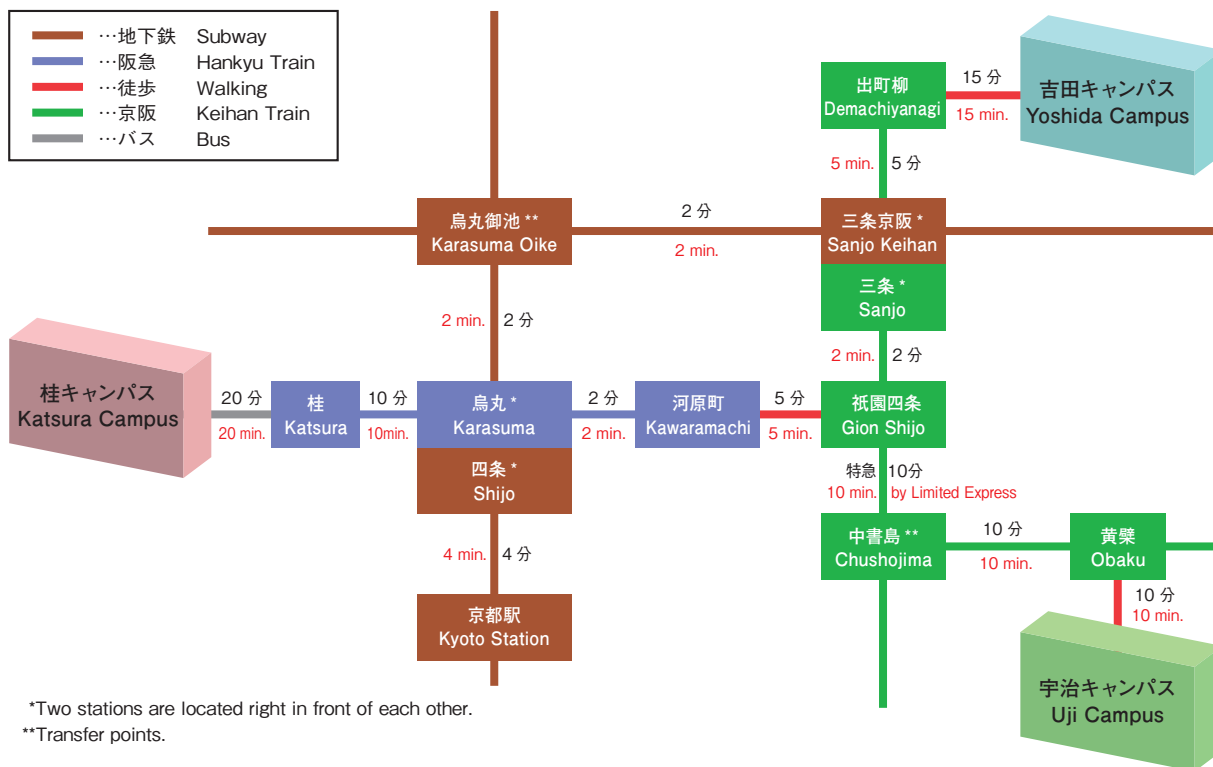 …地下鉄 Subway
…阪急 Hankyu Train
…徒歩 Walking
…京阪 Keihan Train
…バス Bus
出町柳
Demachiyanagi
15 分
15 min.
吉田キャンパス
Yoshida Campus
5 min. 5 分
烏丸御池 **
Karasuma Oike
2 分
2 min.
三条京阪 *
Sanjo Keihan
三条 *
Sanjo
2 min. 2 分
2 min. 2 分
桂キャンパス
Katsura Campus
20 分
20 min.
桂
Katsura
10 分
10min.
烏丸 *
Karasuma
2 分
2 min.
河原町
Kawaramachi
5 分
5 min.
祇園四条
Gion Shijo
四条 *
Shijo
特急 10分
10 min. by Limited Express
4 min. 4 分
中書島 **
Chushojima
10 分
10 min.
黄檗
Obaku
10 分
10 min.
京都駅
Kyoto Station
宇治キャンパス
Uji Campus
*Two stations are located right in front of each other.
**Transfer points.